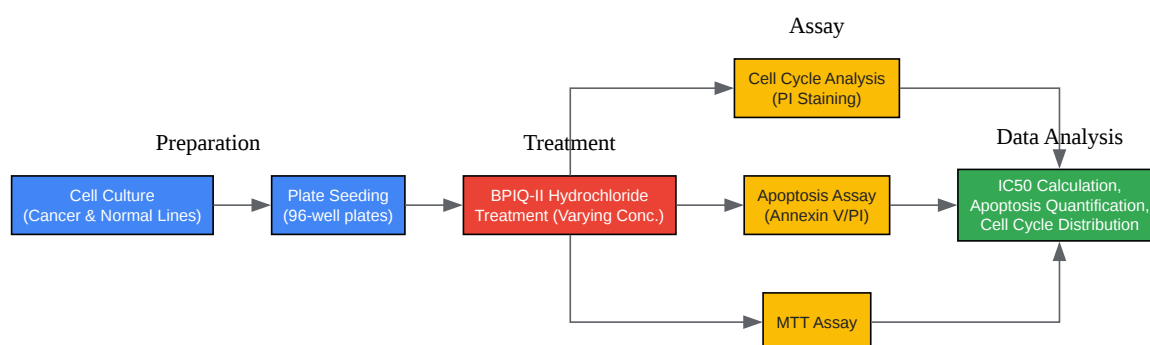 Assay
Cell Cycle Analysis
(PI Staining)
Preparation
Treatment
Data Analysis
Cell Culture
(Cancer & Normal Lines)
Plate Seeding
(96-well plates)
BPIQ-II Hydrochloride
Treatment (Varying Conc.)
Apoptosis Assay
(Annexin V/PI)
IC50 Calculation,
Apoptosis Quantification,
Cell Cycle Distribution
MTT Assay